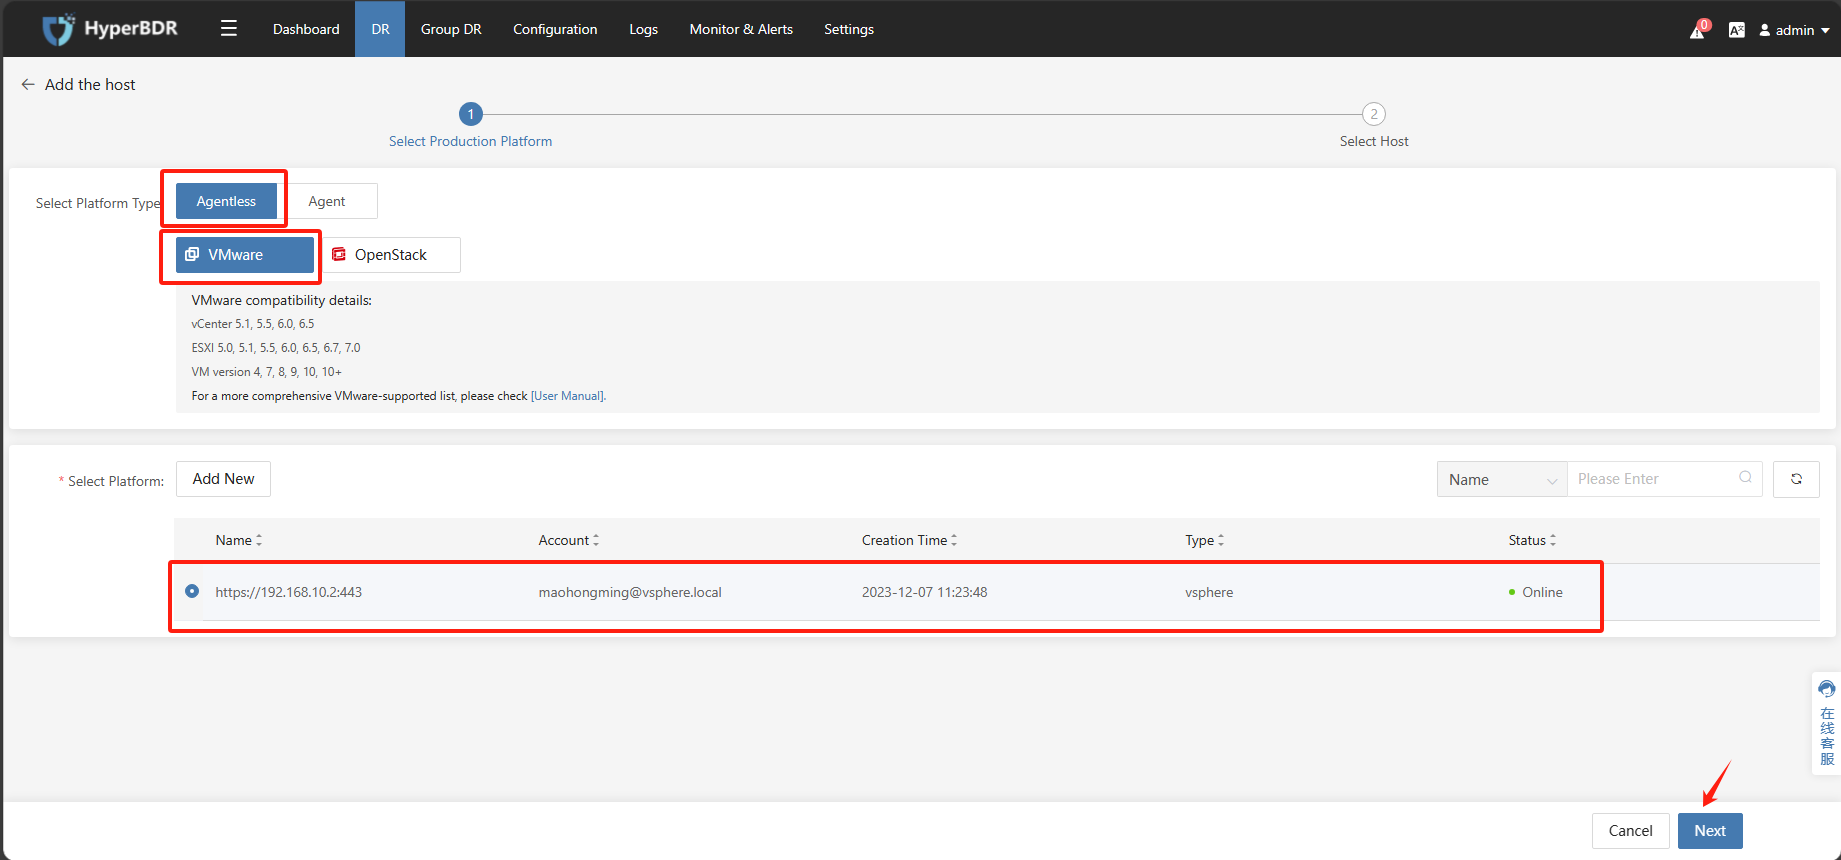 HyperBDR
Dashboard
DR
Group DR
Configuration
Logs
Monitor & Alerts
Settings
0
admin
Add the host
1
2
Select Production Platform
Select Host
Select Platform Type
Agentless
Agent
VMware
OpenStack
VMware compatibility details:
vCenter 5.1, 5.5, 6.0, 6.5
ESXI 5.0, 5.1, 5.5, 6.0, 6.5, 6.7, 7.0
VM version 4, 7, 8, 9, 10, 10+
For a more comprehensive VMware-supported list, please check [User Manual].
* Select Platform:
Add New
Name
Please Enter
Name
Account
Creation Time
Type
Status
https://192.168.10.2:443
maohongming@vsphere.local
2023-12-07 11:23:48
vsphere
Online
在线客服
Cancel
Next